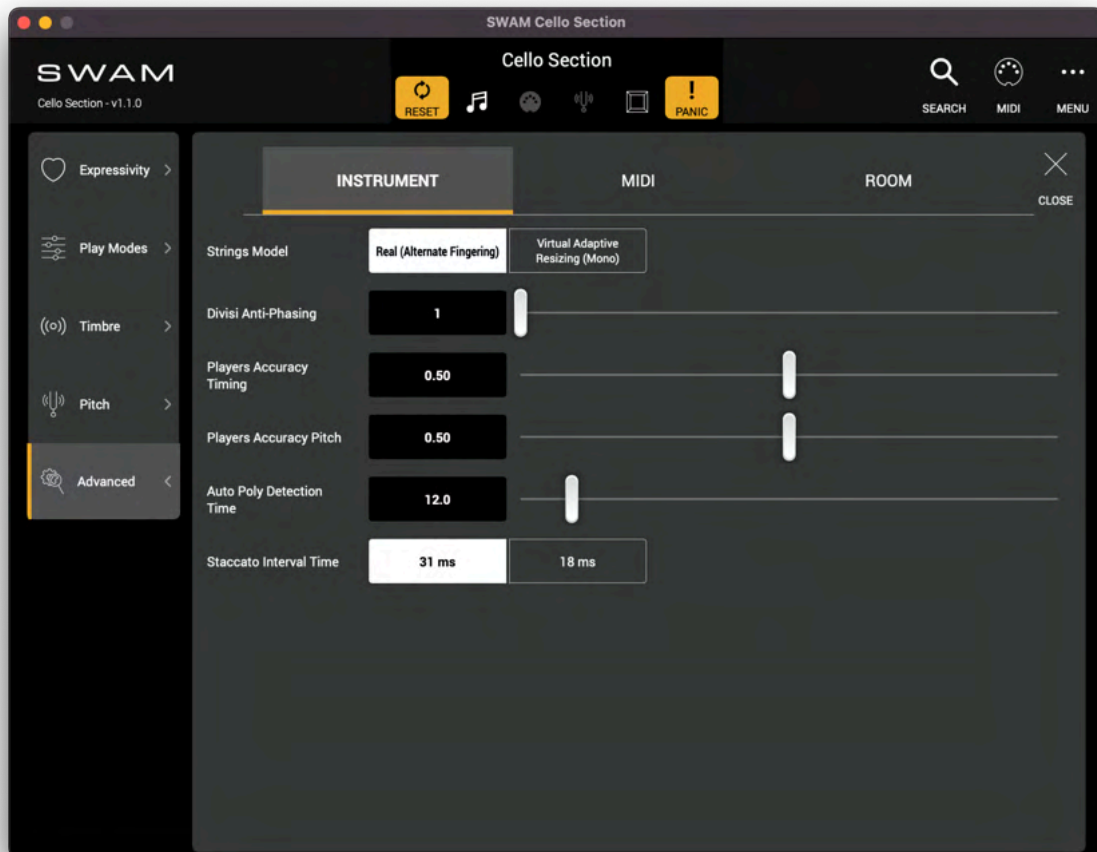 SWAM Cello Section
SWAM
Cello Section - v1.1.0
Cello Section
RESET
PANIC
SEARCH
MIDI
MENU
Expressivity
Play Modes
Timbre
Pitch
Advanced
INSTRUMENT
MIDI
ROOM
CLOSE
Strings Model
Real (Alternate Fingering)
Virtual Adaptive
Resizing (Mono)
Divisi Anti-Phasing
1
Players Accuracy
Timing
0.50
Players Accuracy Pitch
0.50
Auto Poly Detection
Time
12.0
Staccato Interval Time
31 ms
18 ms